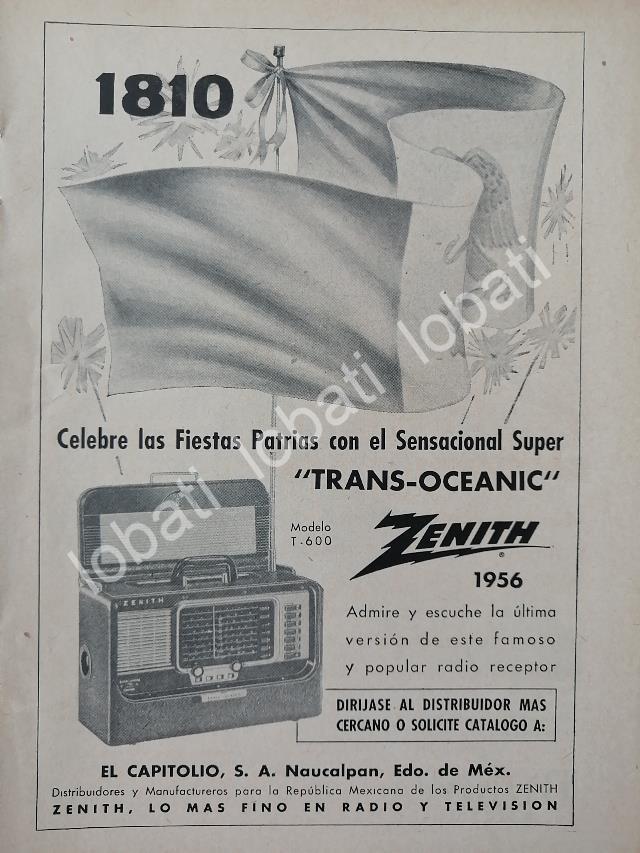 1810
Celebre las Fiestas Patrias con el Sensacional Super
"TRANS-OCEANIC"
Modelo
T-600
ZENITH
®
1956
Admire y escuche la última
versión de este famoso
y popular radio receptor
ZENITH
DIRIJASE AL DISTRIBUIDOR MAS
CERCANO O SOLICITE CATALOGO A:
EL CAPITOLIO, S. A. Naucalpan, Edo. de Méx.
Distribuidores y Manufactureros para la República Mexicana de los Productos ZENITH
ZENITH, LO MAS FINO EN RADIO Y TELEVISION
lobati lobati lobati lobati